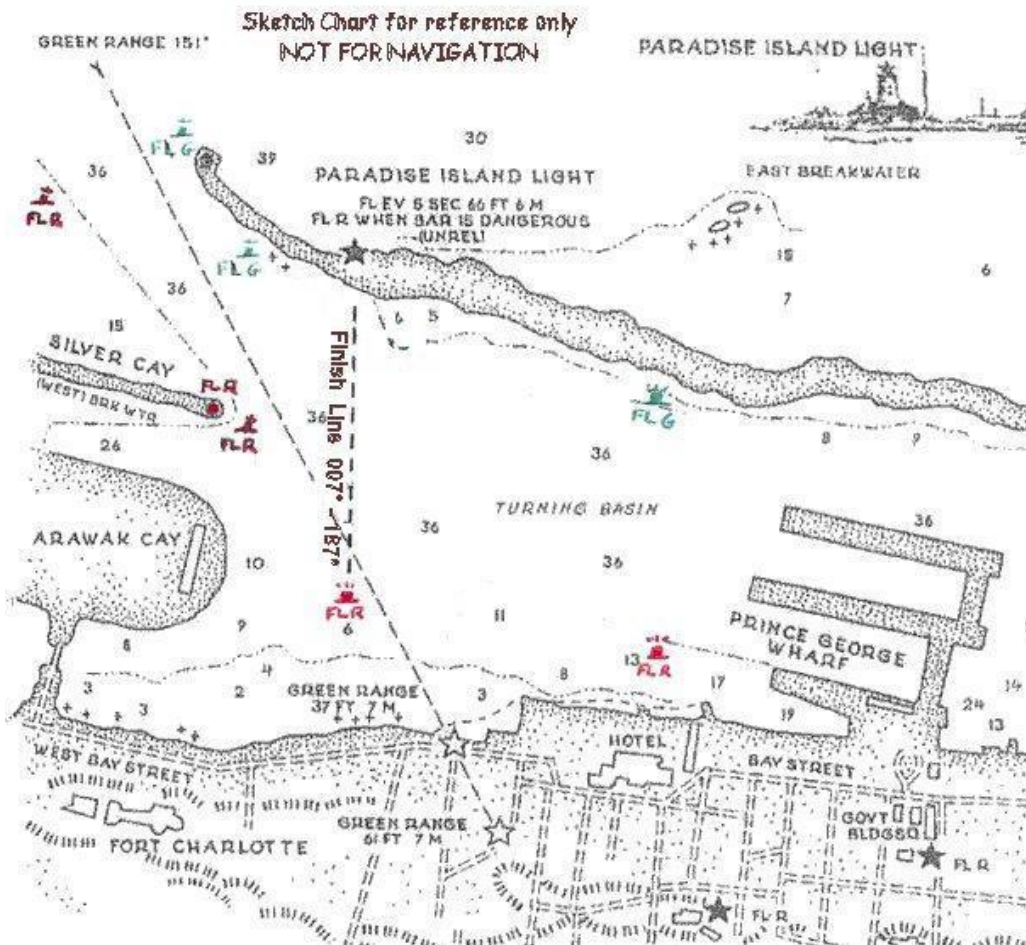 Sketch Chart for reference only
NOT FOR NAVIGATION
GREEN RANGE 151°
PARADISE ISLAND LIGHT
FL G
39
30
36
PARADISE ISLAND LIGHT
EAST BREAKWATER
FL R
FL EV 5 SEC 66 FT 6 M
FL R WHEN BAR IS DANGEROUS
(UNREL)
FL G
18
6
36
7
15
6 5
SILVER CAY
FL R
(WEST) BRK WTR
FL R
Finish Line 007° - 187°
36
FL G
26
8
9
36
TURNING BASIN
36
36
ARAWAK CAY
10
36
FL R
6
11
9
8
PRINCE GEORGE
WHARF
4
13
FL R
3
2
GREEN RANGE
37 FT 7 M
3
8
17
14
3
19
24
13
WEST BAY STREET
HOTEL
BAY STREET
GREEN RANGE
61 FT 7 M
GOVT
BLDGS
FORT CHARLOTTE
FL R
FL R